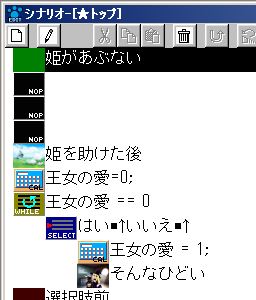 シナリオー[★トップ]
姫があぶない
NOP
NOP
NOP
姫を助けた後
CAL
王女の愛=0;
WHILE
王女の愛 == 0
SELECT
はい■↑いいえ■↑
CAL
王女の愛 = 1;
そんなひどい
選択時前